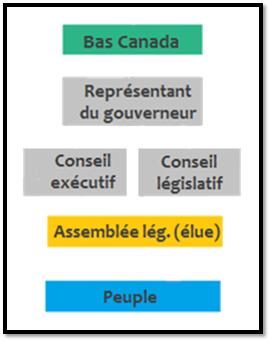 Bas Canada
Représentant
du gouverneur
Conseil
exécutif
Conseil
législatif
Assemblée lég. (élue)
Peuple